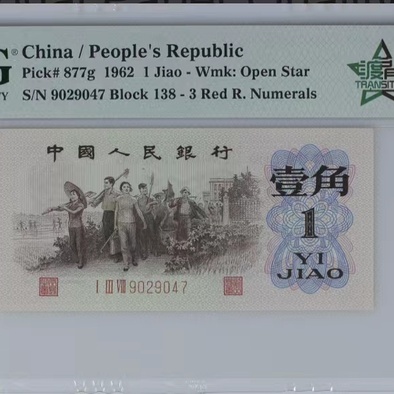 G®
TY
China / People's Republic
Pick# 877g 1962 1 Jiao - Wmk: Open Star
S/N 9029047 Block 138 - 3 Red R. Numerals
TRANSIT
中國人民銀行
壹角
1
YI
JIAO
I III VIII 9029047